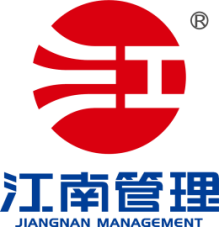 ®
江南管理
JIANGNAN MANAGEMENT